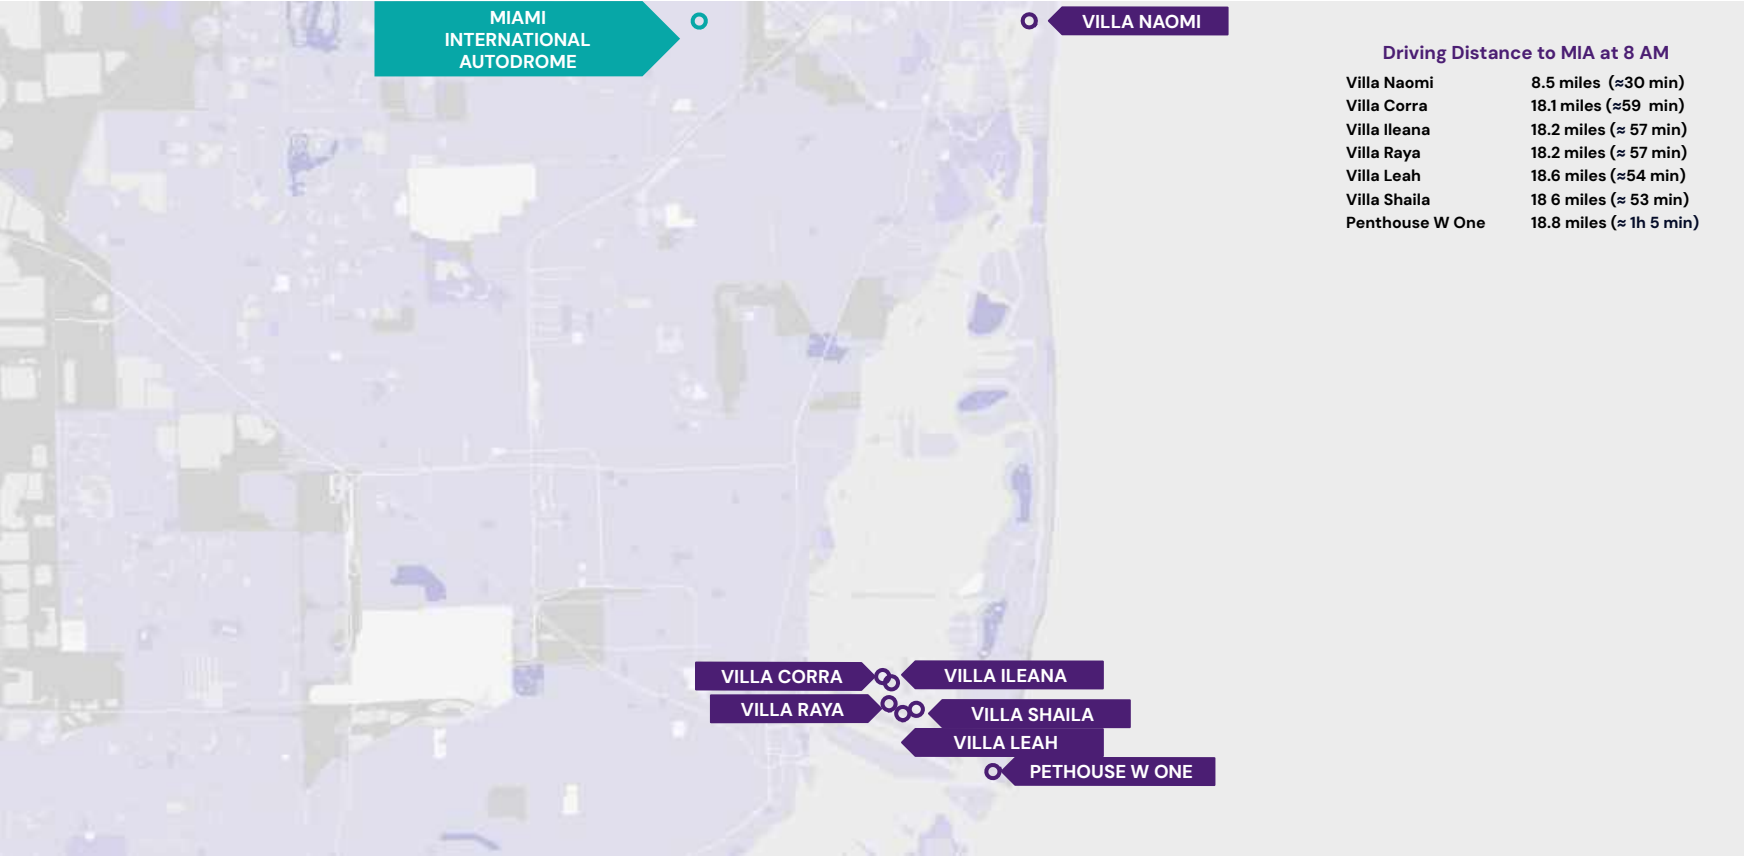 MIAMI
INTERNATIONAL
AUTODROME
VILLA NAOMI
Driving Distance to MIA at 8 AM
Villa Naomi 8.5 miles (≈30 min)
Villa Corra 18.1 miles (≈59 min)
Villa Ileana 18.2 miles (≈ 57 min)
Villa Raya 18.2 miles (≈ 57 min)
Villa Leah 18.6 miles (≈54 min)
Villa Shaila 18 6 miles (≈ 53 min)
Penthouse W One 18.8 miles (≈ 1h 5 min)
VILLA CORRA
VILLA ILEANA
VILLA RAYA
VILLA SHAILA
VILLA LEAH
PETHOUSE W ONE